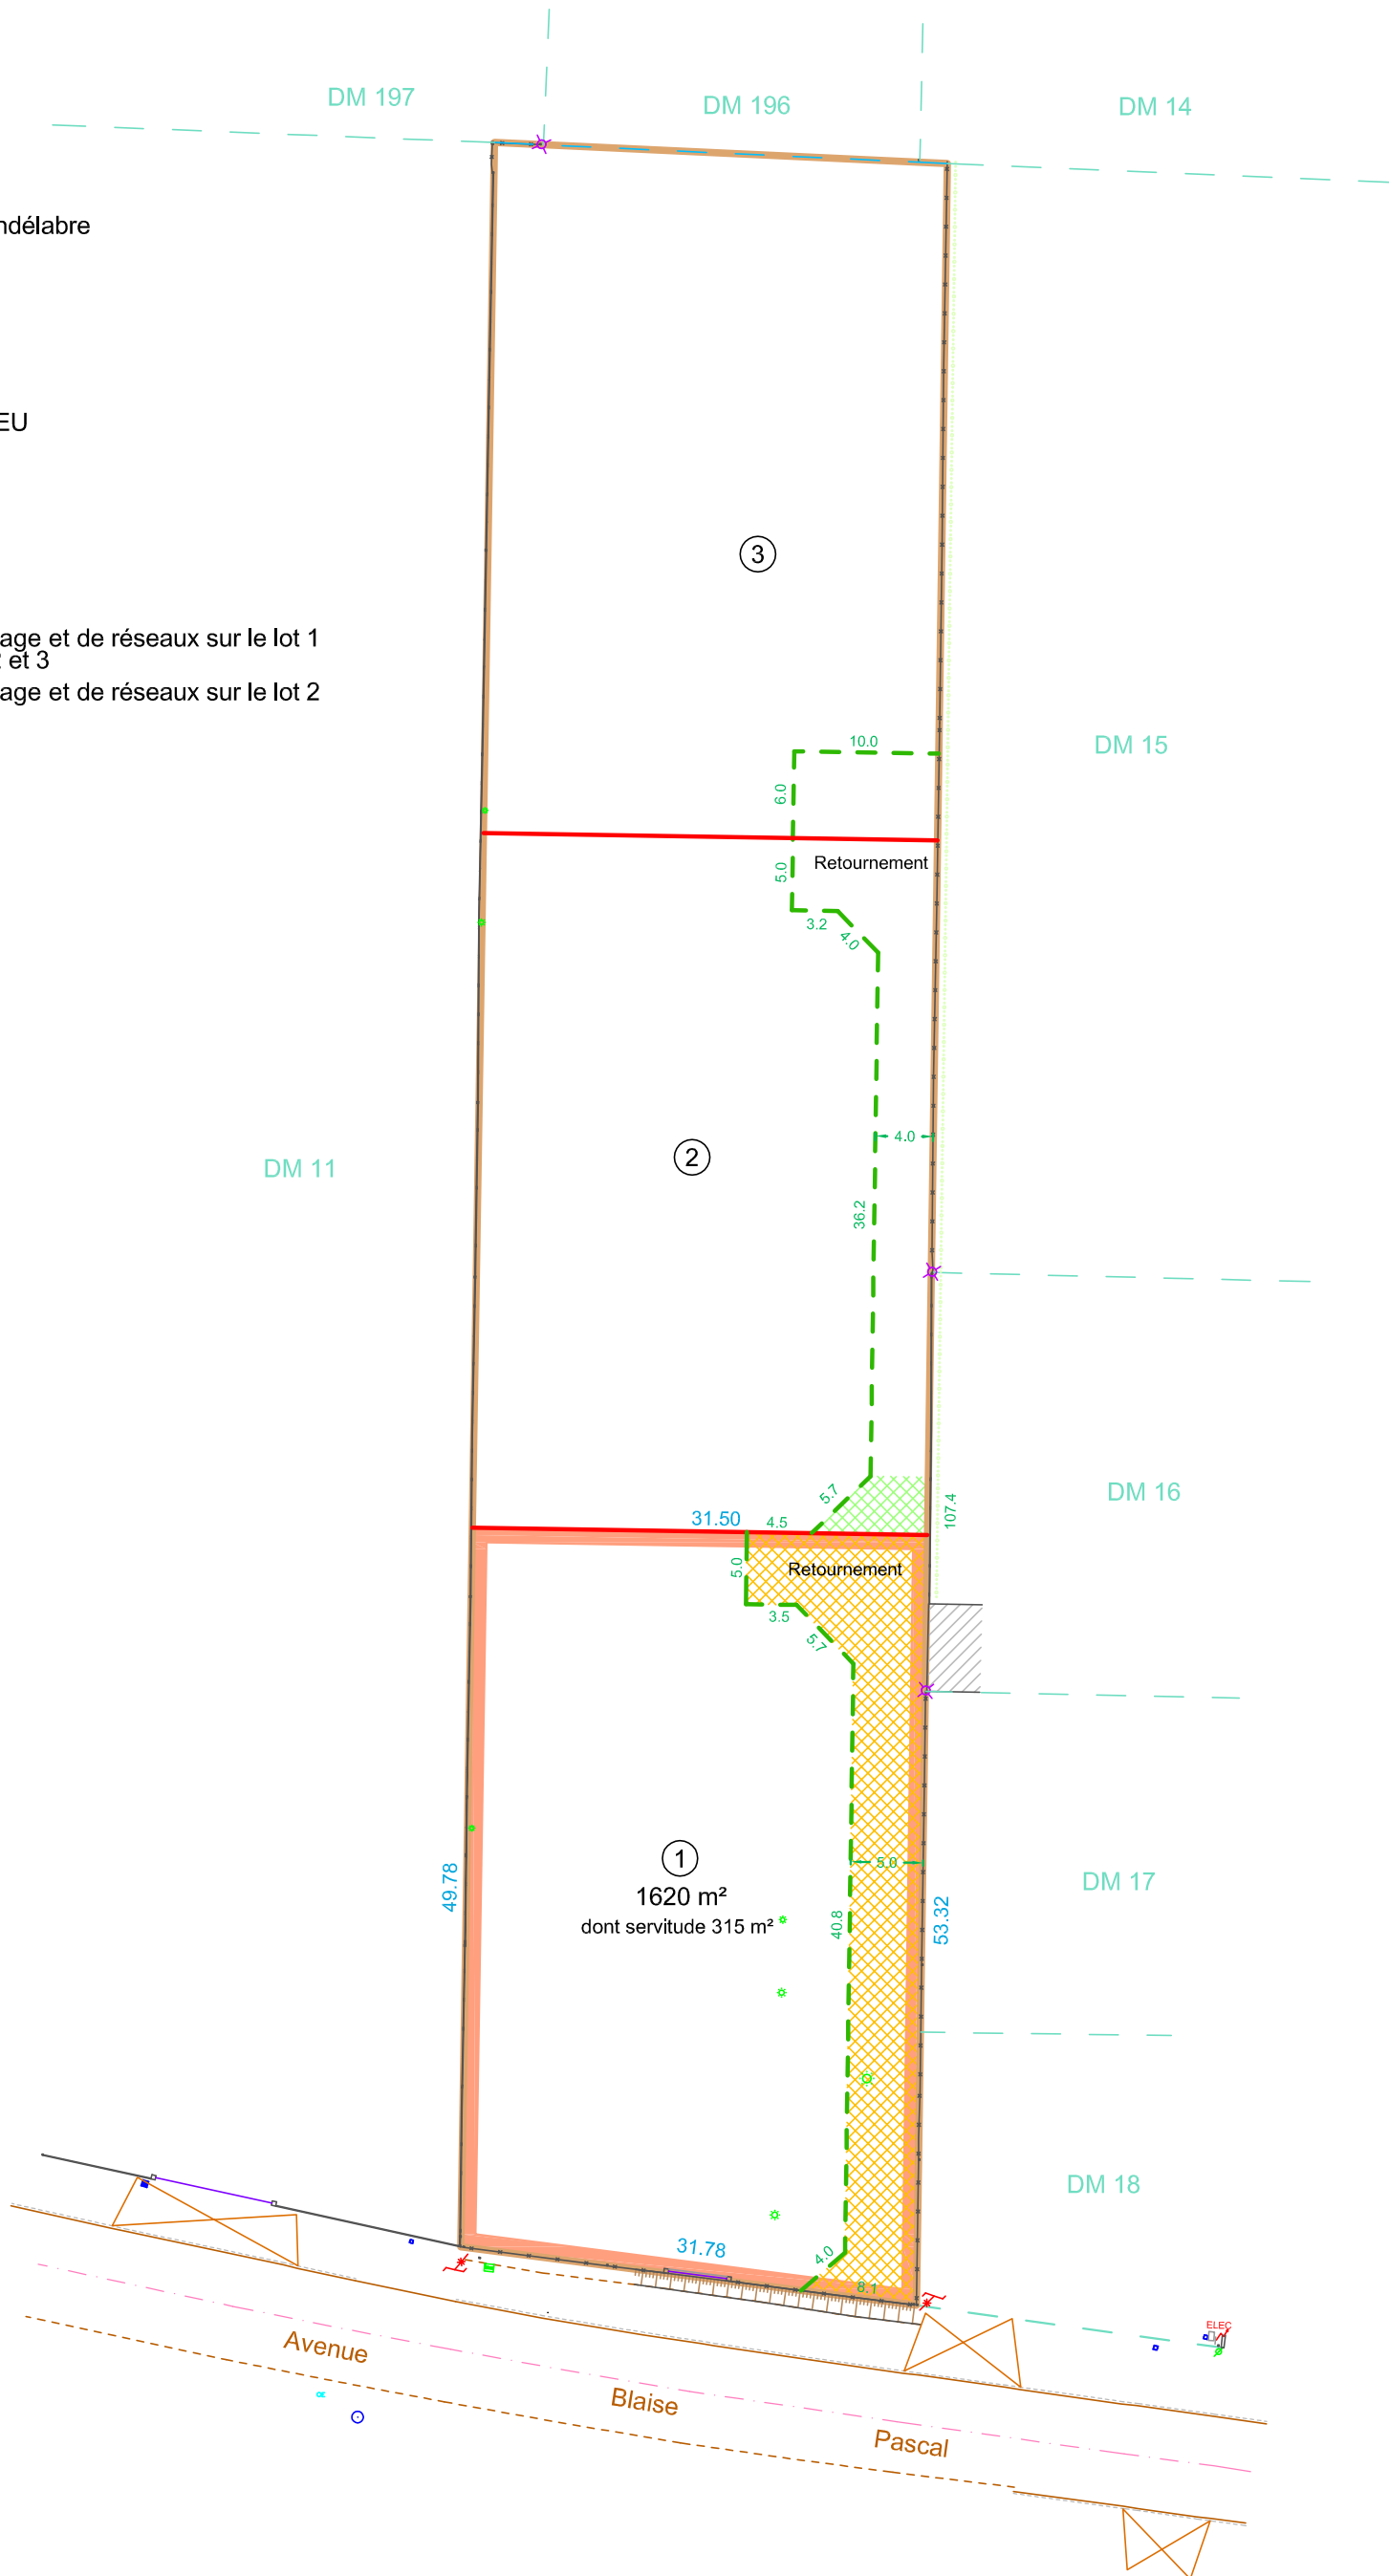 DM 197
DM 196
DM 14
ndélabre
EU
3
age et de réseaux sur le lot 1
et 3
age et de réseaux sur le lot 2
10.0
DM 15
6.0
Retournement
5.0
3.2
4.0
4.0
2
DM 11
36.2
DM 16
5.7
107.4
31.50
4.5
Retournement
5.0
3.5
5.7
1
5.0
DM 17
49.78
1620 m²
dont servitude 315 m²
40.8
53.32
DM 18
31.78
4.0
8.1
ELEC
Avenue
Blaise
Pascal